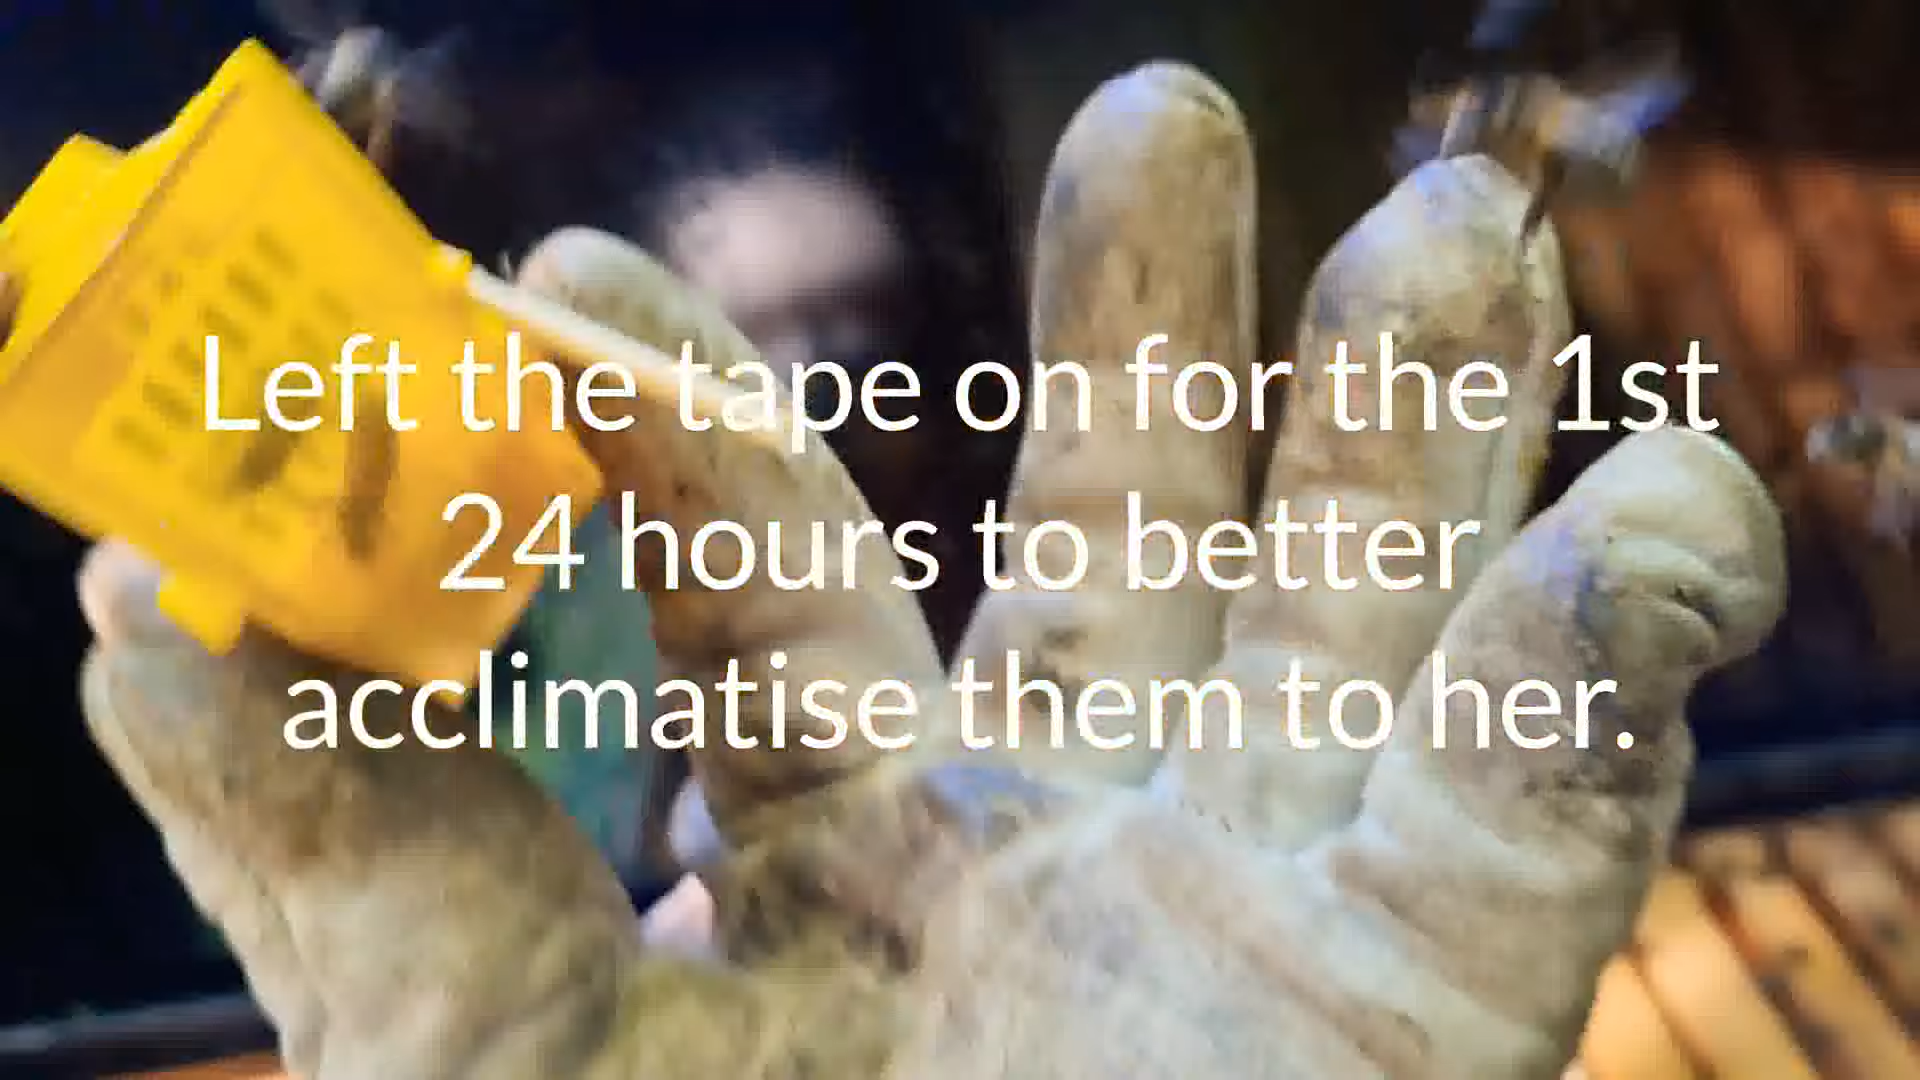 Left the tape on for the 1st
24 hours to better
acclimatise them to her.